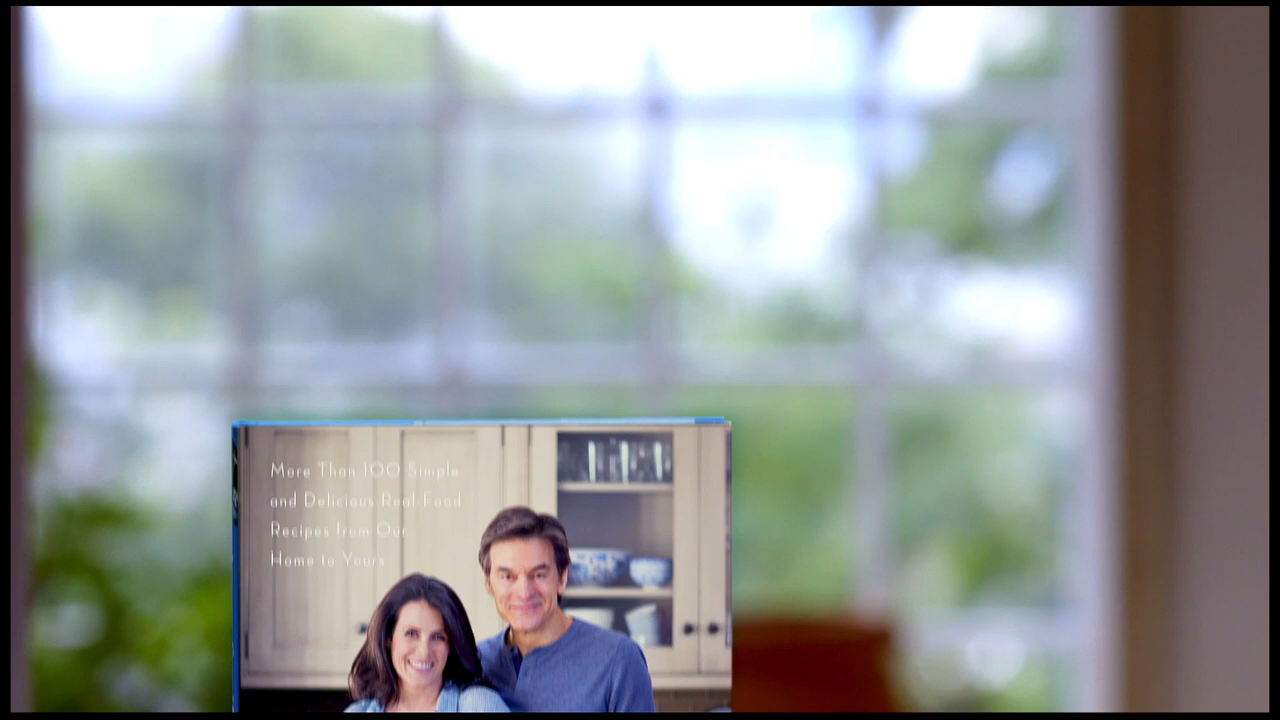 More Than 100 Simple
and Delicious Real-Food
Recipes from Our
Home to Yours